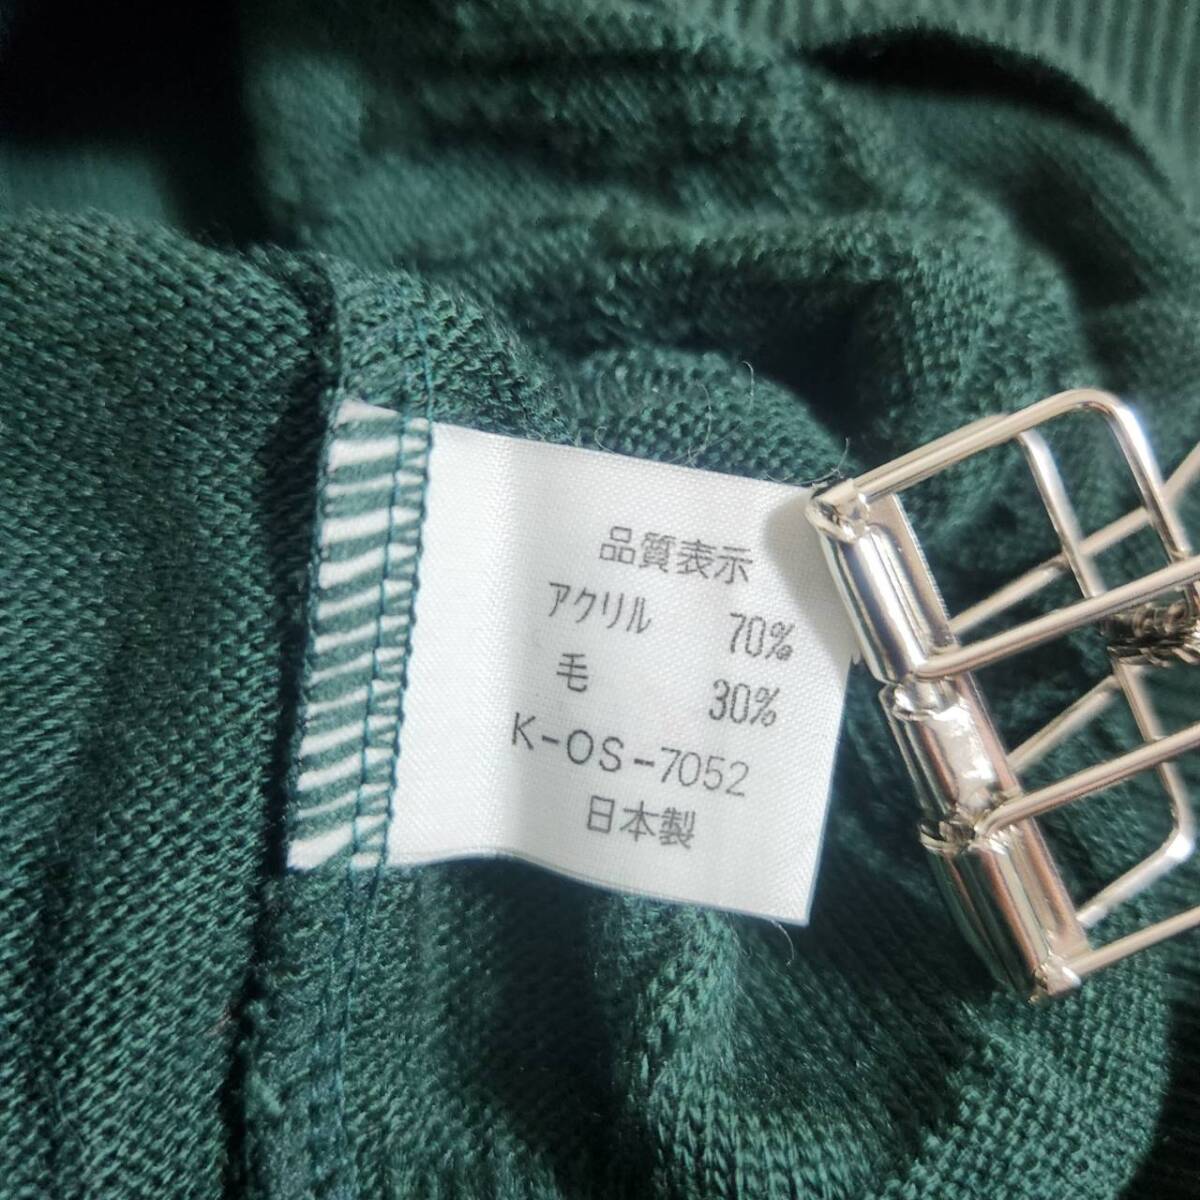 品質表示
アクリル 70%
毛 30%
K-OS-7052
日本製